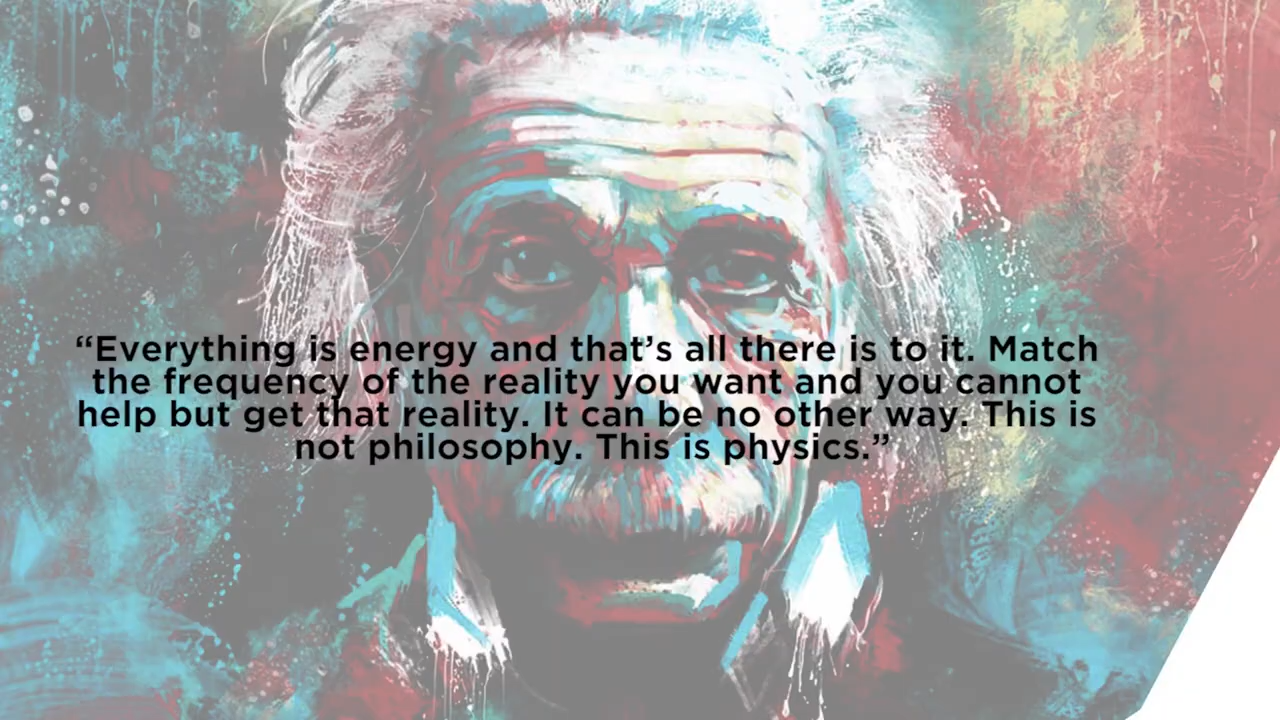 “Everything is energy and that’s all there is to it. Match
the frequency of the reality you want and you cannot
help but get that reality. It can be no other way. This is
not philosophy. This is physics.”